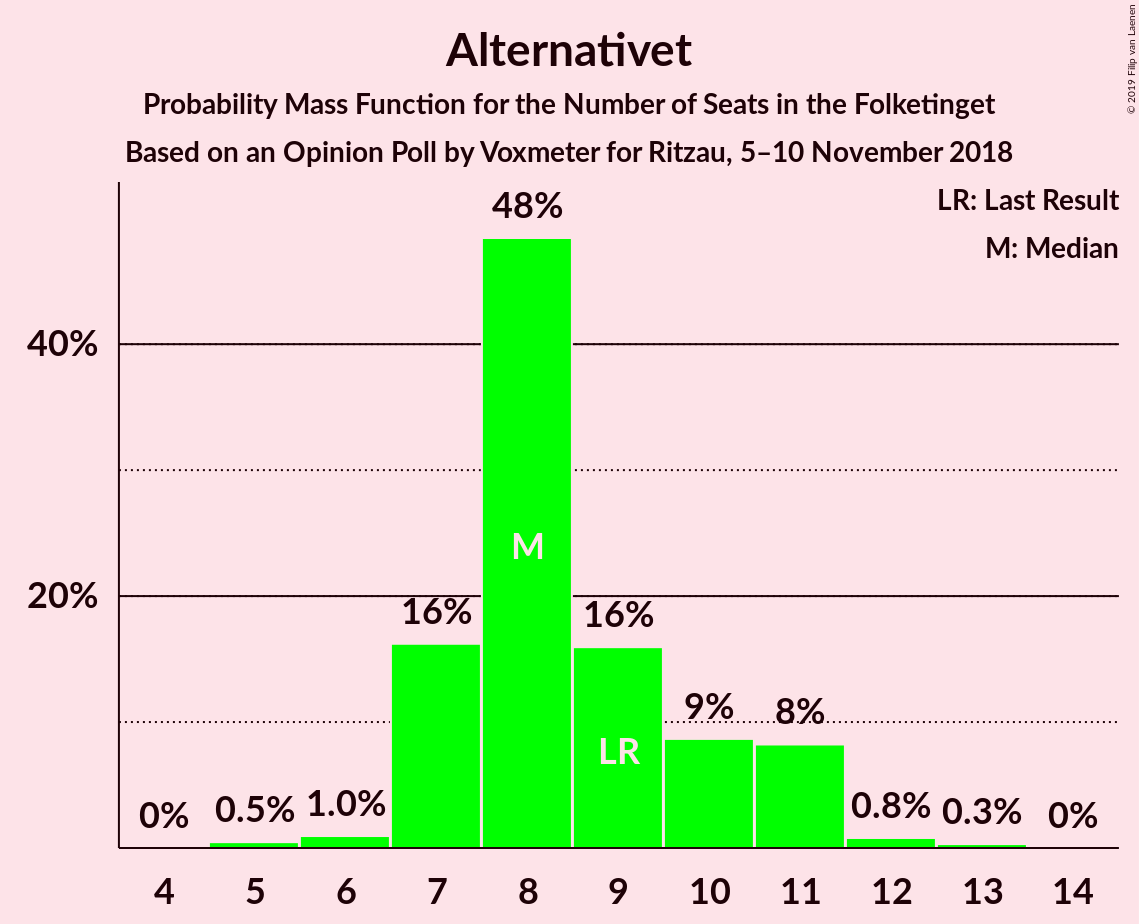 Alternativet
Probability Mass Function for the Number of Seats in the Folketinget
Based on an Opinion Poll by Voxmeter for Ritzau, 5–10 November 2018
© 2019 Filip van Laenen
LR: Last Result
M: Median
48%
40%
M
20%
16%
16%
9%
8%
LR
0%
0.5%
1.0%
0.8%
0.3%
0%
4 5 6 7 8 9 10 11 12 13 14